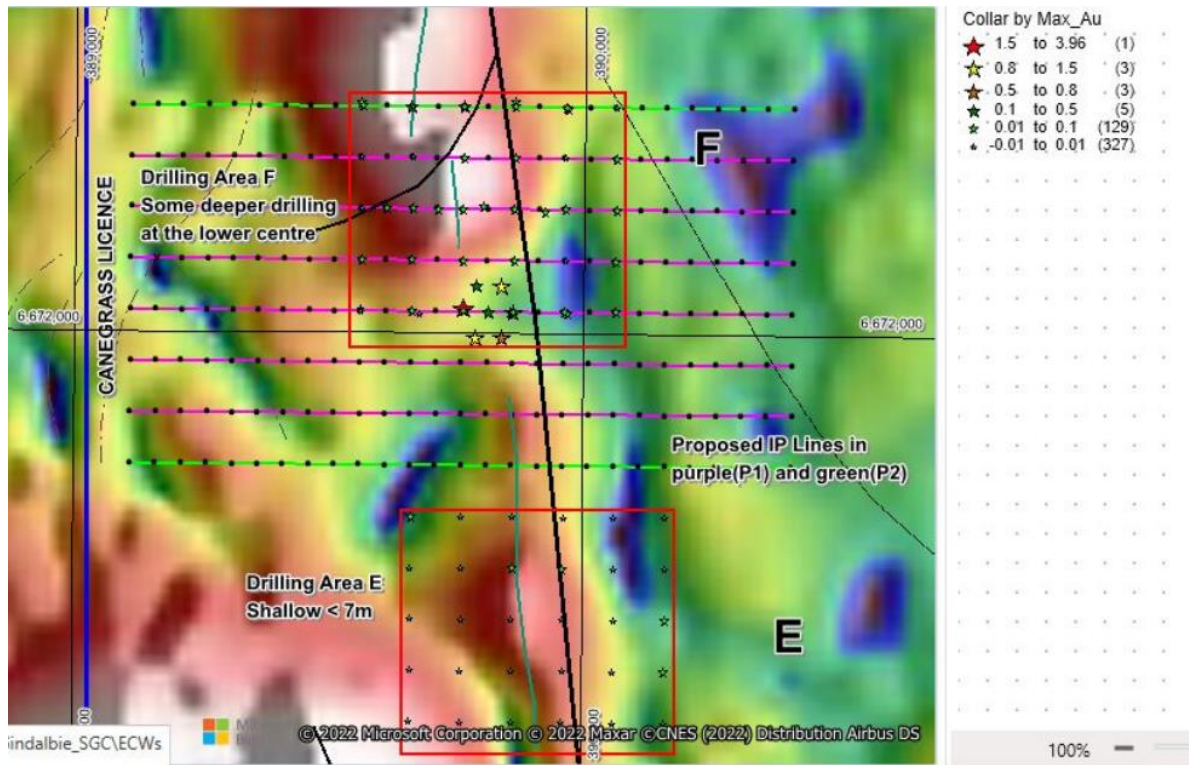 Collar by Max_Au
1.5 to 3.96 (1)
0.8 to 1.5 (3)
0.5 to 0.8 (3)
0.1 to 0.5 (5)
0.01 to 0.1 (129)
-0.01 to 0.01 (327)
389,000
390,000
F
Drilling Area F
Some deeper drilling
at the lower centre
CANEGRASS LICENCE
6,672,000
6,672,000
Proposed IP Lines in
purple(P1) and green(P2)
Drilling Area E
Shallow < 7m
E
© 2022 Microsoft Corporation © 2022 Maxar ©CNES (2022) Distribution Airbus DS
indalbie_SGC\ECWs
100%